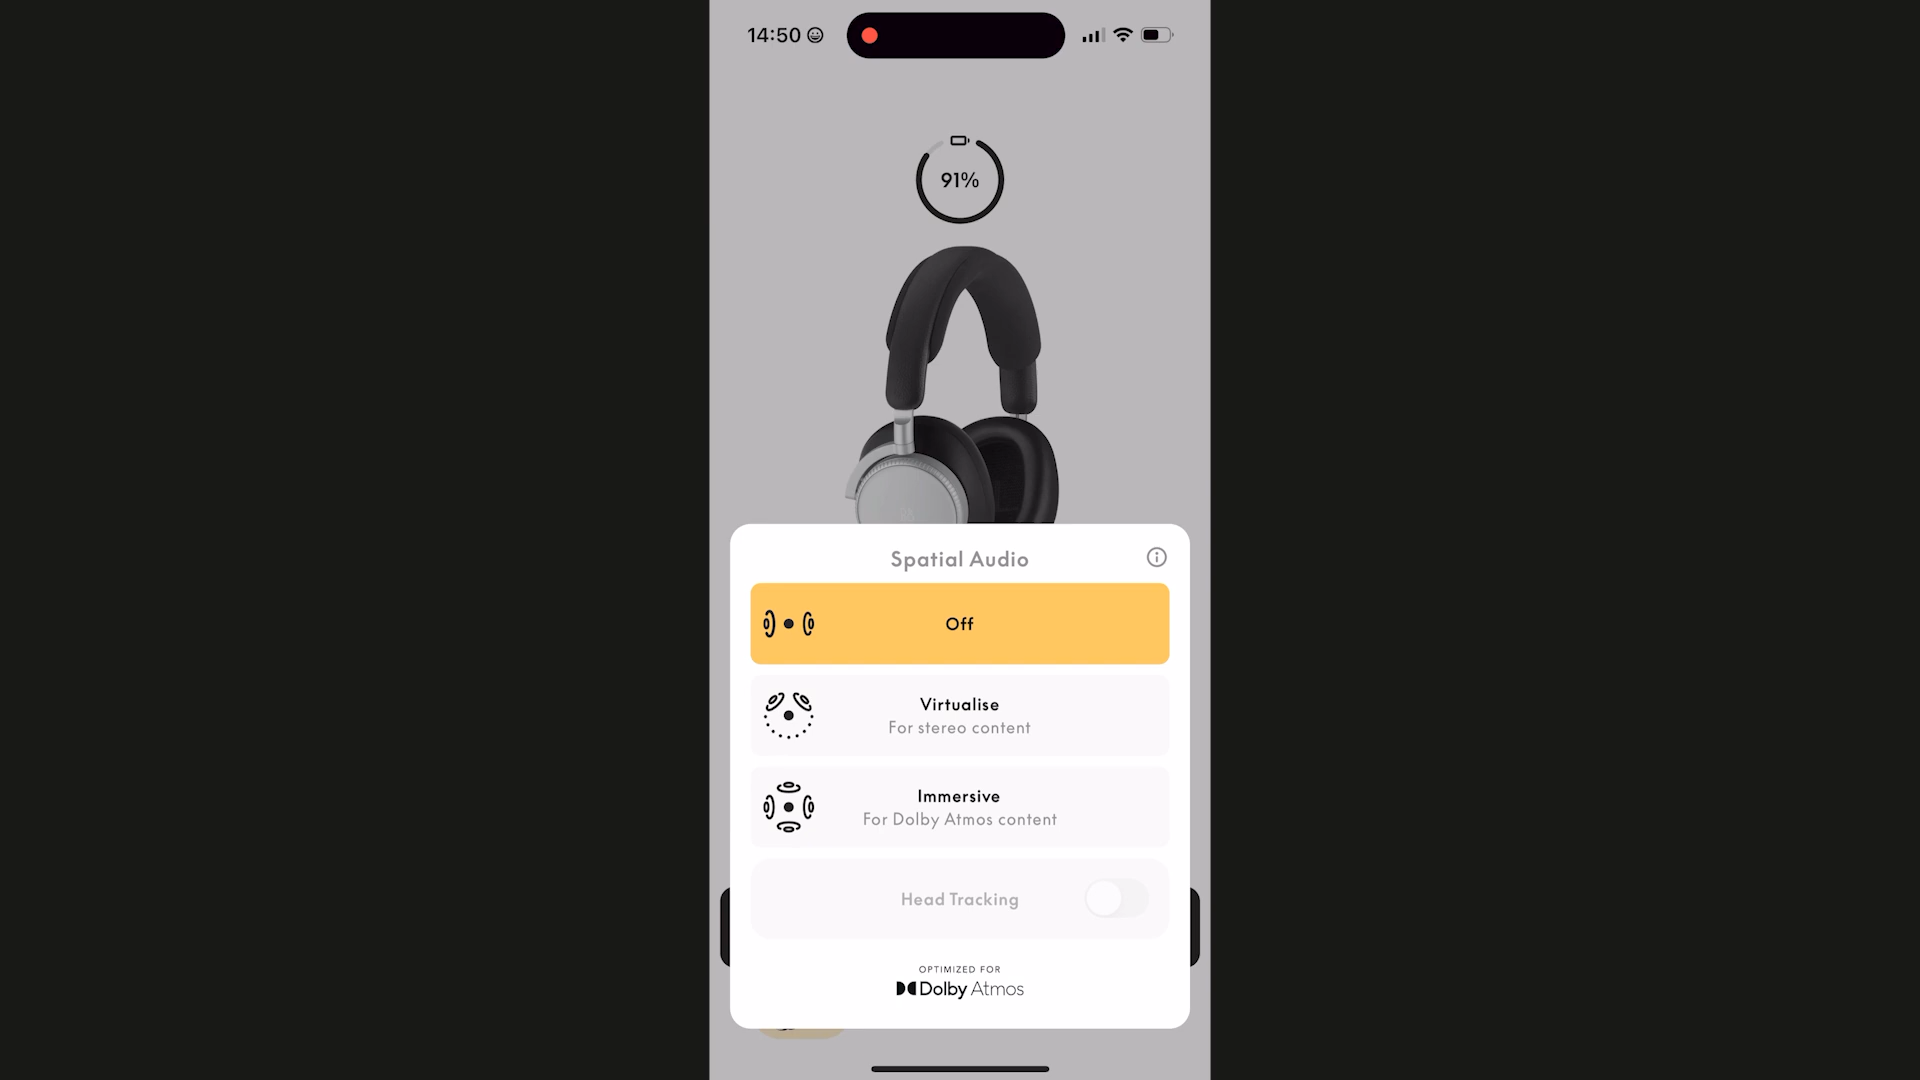 14:50
91%
Spatial Audio
Off
Virtualise
For stereo content
Immersive
For Dolby Atmos content
Head Tracking
OPTIMIZED FOR
Dolby Atmos